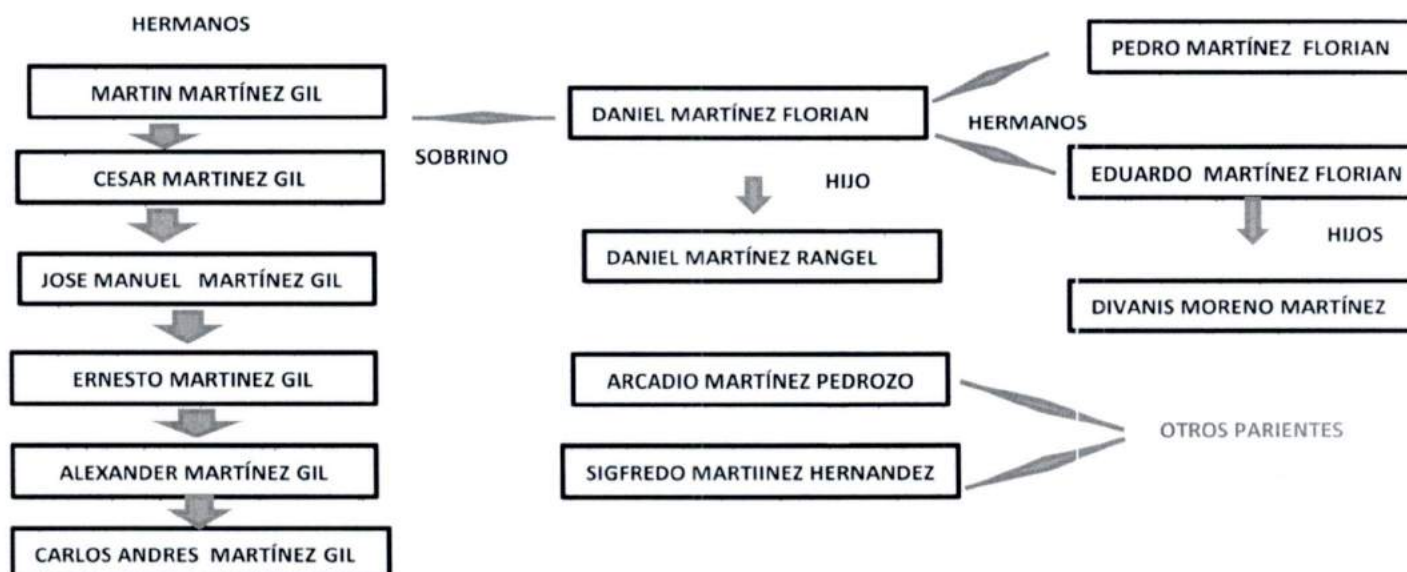 HERMANOS
MARTIN MARTÍNEZ GIL
CESAR MARTINEZ GIL
JOSE MANUEL MARTÍNEZ GIL
ERNESTO MARTINEZ GIL
ALEXANDER MARTÍNEZ GIL
CARLOS ANDRES MARTÍNEZ GIL
SOBRINO
DANIEL MARTÍNEZ FLORIAN
HIJO
DANIEL MARTÍNEZ RANGEL
ARCADIO MARTÍNEZ PEDROZO
SIGFREDO MARTIINEZ HERNANDEZ
HERMANOS
PEDRO MARTÍNEZ FLORIAN
EDUARDO MARTÍNEZ FLORIAN
HIJOS
DIVANIS MORENO MARTÍNEZ
OTROS PARIENTES